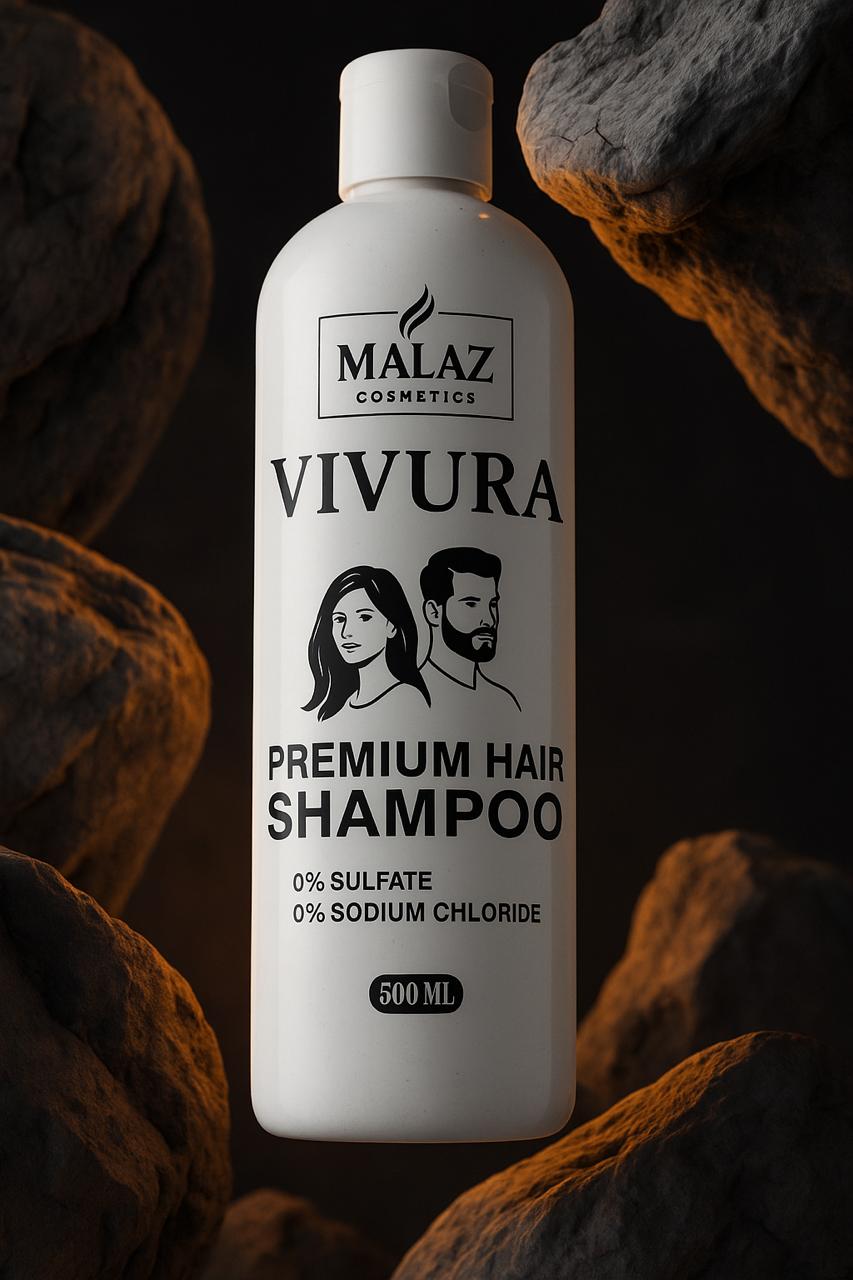 MALAZ
COSMETICS
VIVURA
PREMIUM HAIR
SHAMPOO
0% SULFATE
0% SODIUM CHLORIDE
500 ML